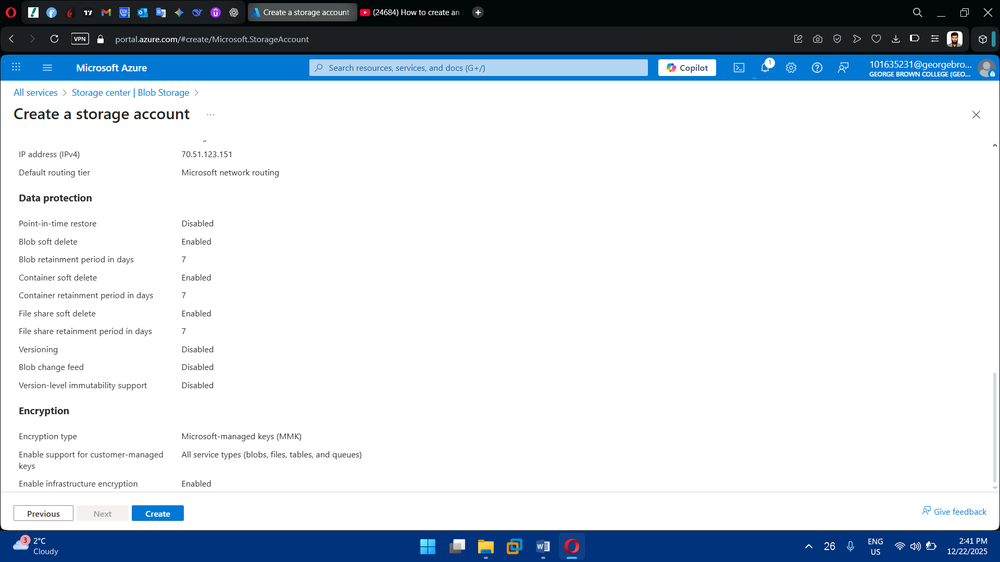 Create a storage account -
(24684) How to create an
VPN
portal.azure.com/#create/Microsoft.StorageAccount
Microsoft Azure
Search resources, services, and docs (G+/)
Copilot
1
101635231@georgebro...
GEORGE BROWN COLLEGE (GEO...
All services > Storage center | Blob Storage >
Create a storage account ...
IP address (IPv4) 70.51.123.151
Default routing tier Microsoft network routing
Data protection
Point-in-time restore Disabled
Blob soft delete Enabled
Blob retainment period in days 7
Container soft delete Enabled
Container retainment period in days 7
File share soft delete Enabled
File share retainment period in days 7
Versioning Disabled
Blob change feed Disabled
Version-level immutability support Disabled
Encryption
Encryption type Microsoft-managed keys (MMK)
Enable support for customer-managed keys All service types (blobs, files, tables, and queues)
Enable infrastructure encryption Enabled
Previous Next Create
Give feedback
3
2°C
Cloudy
26
ENG
US
2:41 PM
12/22/2025